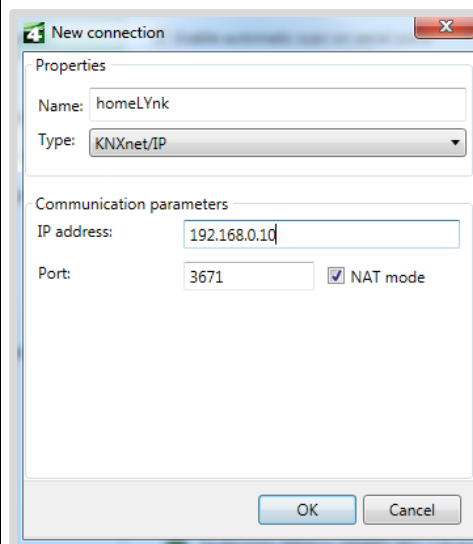 4 New connection
Properties
Name: homeLYnk
Type: KNXnet/IP
Communication parameters
IP address: 192.168.0.10
Port: 3671 NAT mode
OK Cancel